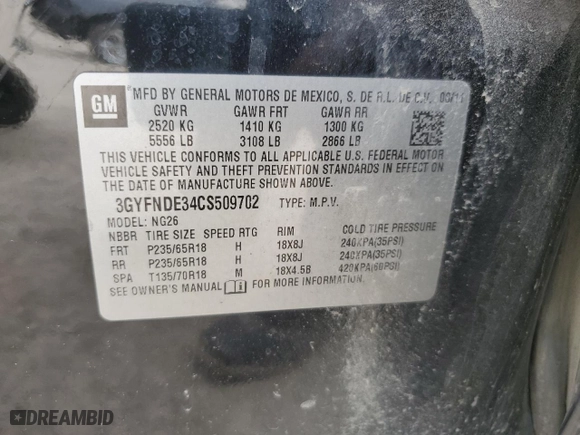 GM
MFD BY GENERAL MOTORS DE MEXICO, S. DE R.L. DE C.V.
GVWR GAWR FRT GAWR RR
2520 KG 1410 KG 1300 KG
5556 LB 3108 LB 2866 LB
THIS VEHICLE CONFORMS TO ALL APPLICABLE U.S. FEDERAL MOTOR
VEHICLE SAFETY AND THEFT PREVENTION STANDARDS IN EFFECT ON
THE DATE OF MANUFACTURE SHOWN ABOVE.
3GYFNDE34CS509702 TYPE: M.P.V.
MODEL: NG26
NBBR TIRE SIZE SPEED RTG RIM COLD TIRE PRESSURE
FRT P235/65R18 H 18X8J 240KPA(35PSI)
RR P235/65R18 H 18X8J 240KPA(35PSI)
SPA T135/70R18 M 18X4.5B 420KPA(60PSI)
SEE OWNER'S MANUAL FOR MORE INFORMATION.
DREAMBID